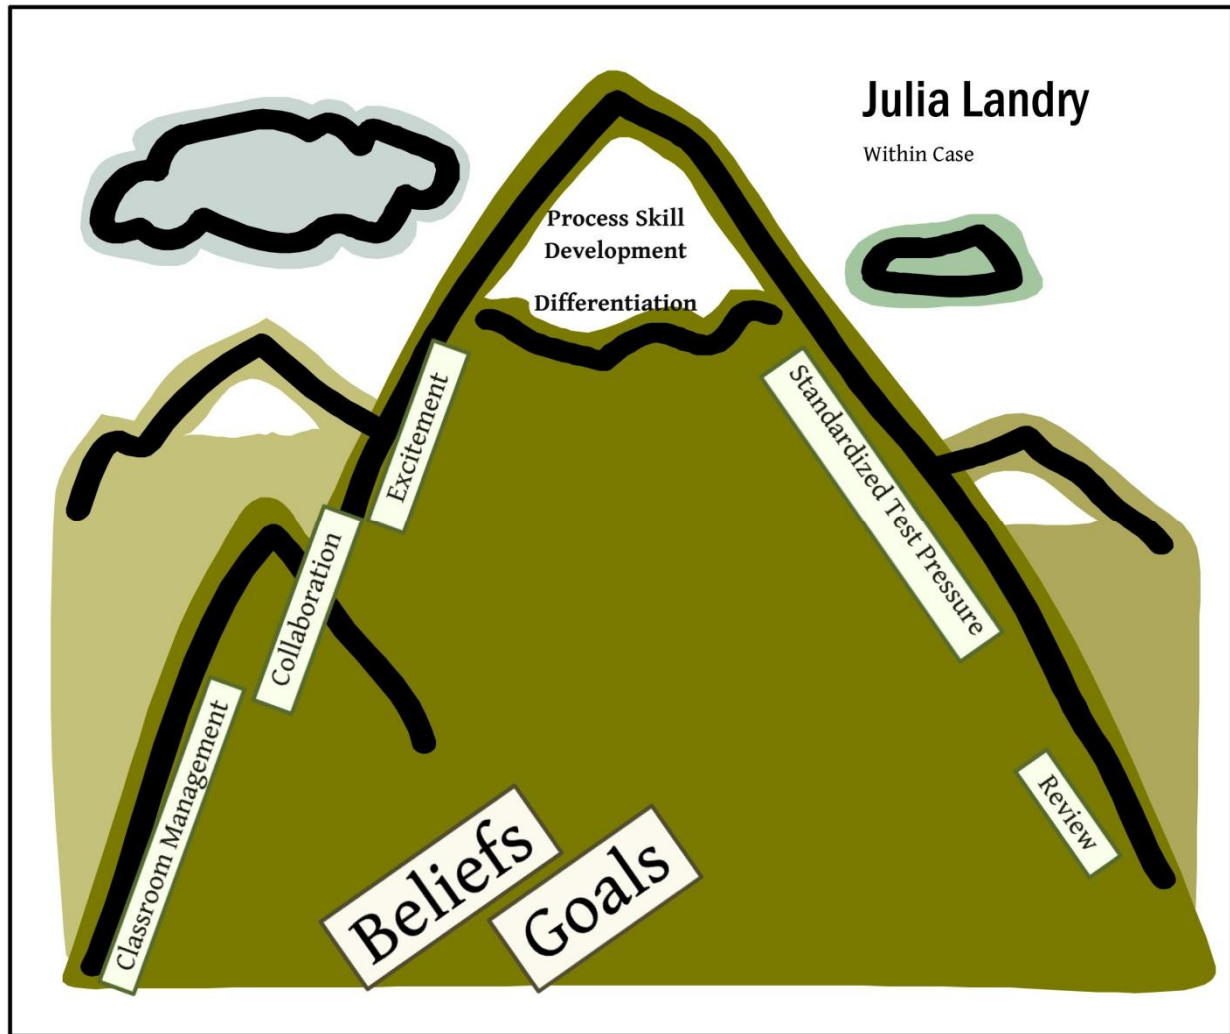 Julia Landry
Within Case
Process Skill
Development
Differentiation
Excitement
Standardized Test Pressure
Collaboration
Classroom Management
Review
Beliefs
Goals